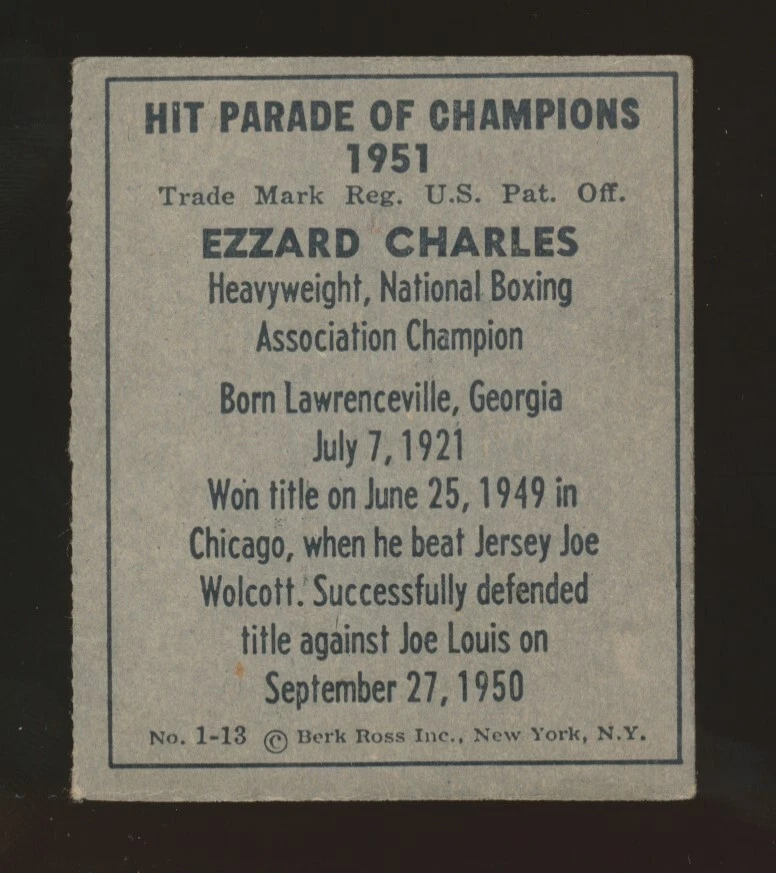 HIT PARADE OF CHAMPIONS
1951
Trade Mark Reg. U.S. Pat. Off.
EZZARD CHARLES
Heavyweight, National Boxing
Association Champion
Born Lawrenceville, Georgia
July 7, 1921
Won title on June 25, 1949 in
Chicago, when he beat Jersey Joe
Wolcott. Successfully defended
title against Joe Louis on
September 27, 1950
No. 1-13 © Berk Ross Inc., New York, N.Y.